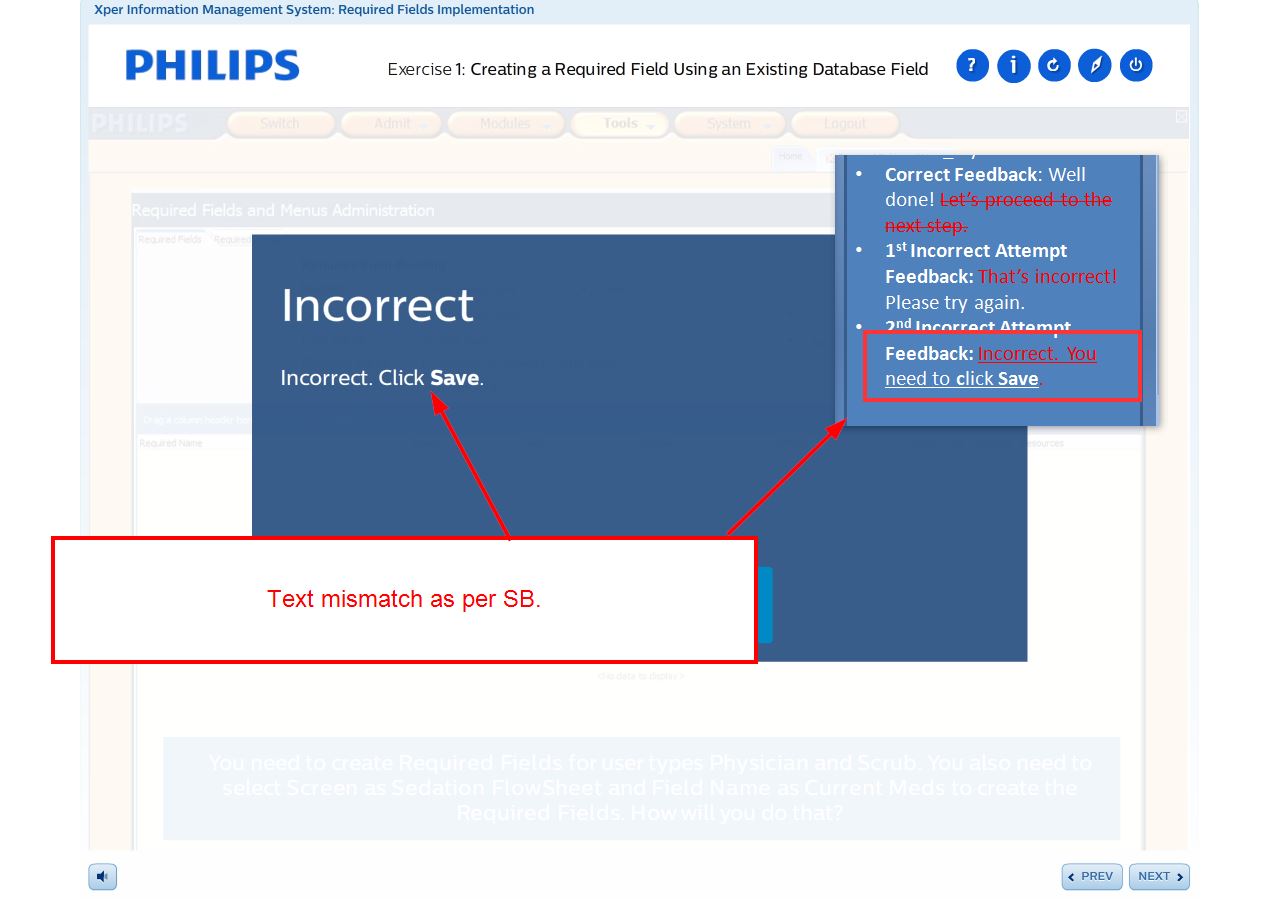 Xper Information Management System: Required Fields Implementation
PHILIPS
Exercise 1: Creating a Required Field Using an Existing Database Field
? i
PHILIPS Switch Admit Modules Tools System Logout
Home
Required Fields and Menus Administration
Required Fields Required
• Correct Feedback: Well
done! Let's proceed to the
next step.
• 1st Incorrect Attempt
Feedback: That's incorrect!
Please try again.
• 2nd Incorrect Attempt
Feedback: Incorrect. You
need to click Save.
Incorrect
Incorrect. Click Save.
Drag a column header
Required Name
Text mismatch as per SB.
<No data to display>
You need to create Required Fields for user types Physician and Scrub. You also need to
select Screen as Sedation FlowSheet and Field Name as Current Meds to create the
Required Fields. How will you do that?
PREV NEXT